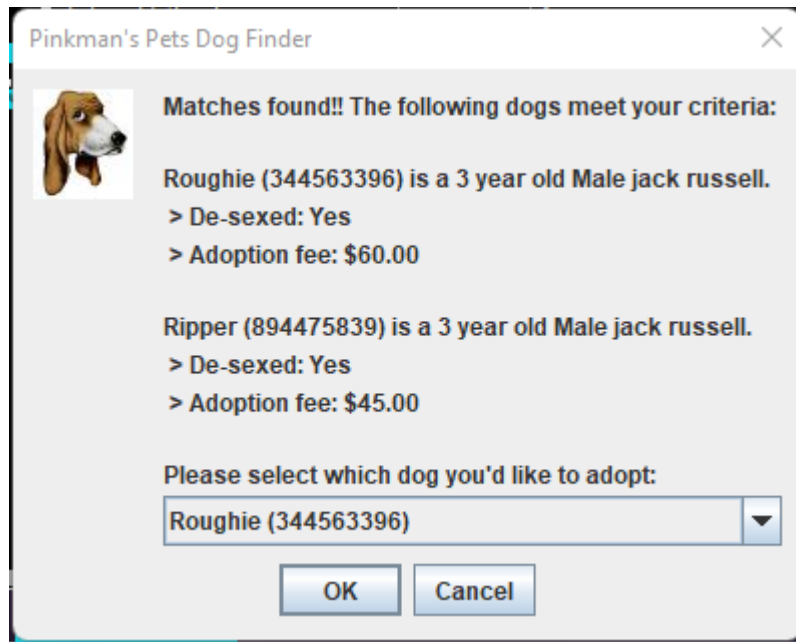 Pinkman's Pets Dog Finder
Matches found!! The following dogs meet your criteria:
Roughie (344563396) is a 3 year old Male jack russell.
> De-sexed: Yes
> Adoption fee: $60.00
Ripper (894475839) is a 3 year old Male jack russell.
> De-sexed: Yes
> Adoption fee: $45.00
Please select which dog you'd like to adopt:
Roughie (344563396)
OK
Cancel